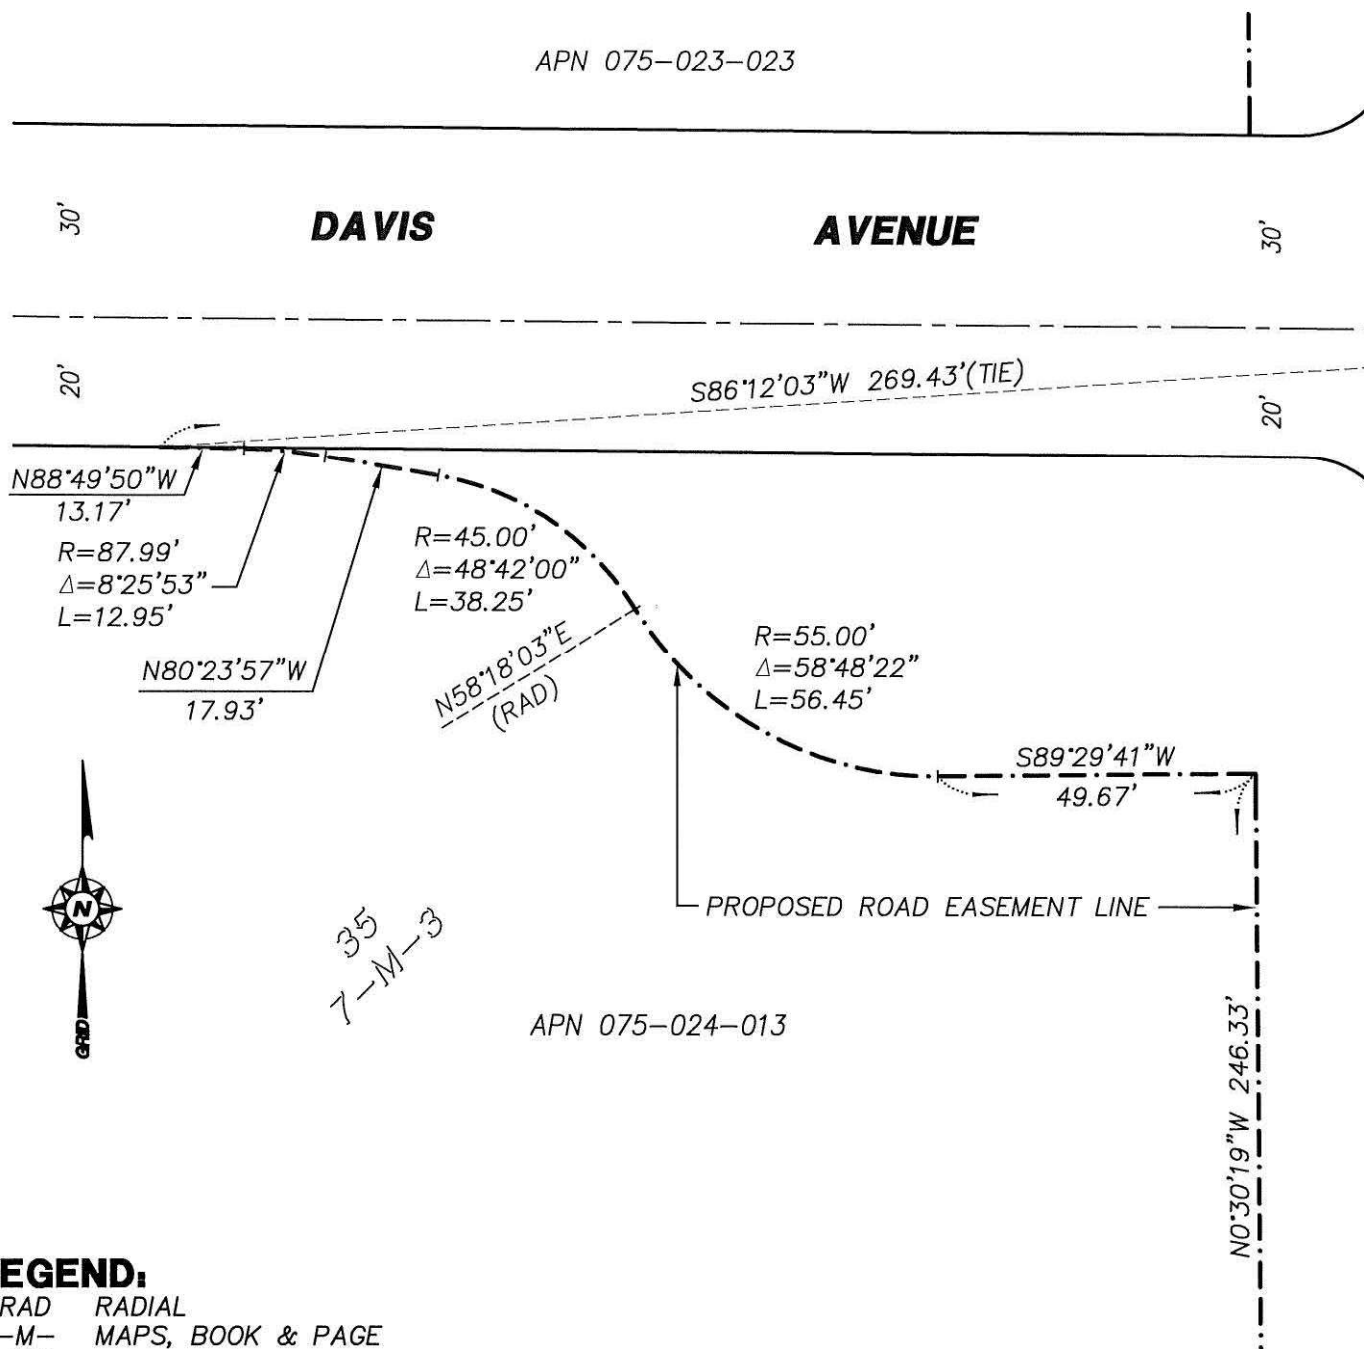 APN 075-023-023
30'
DAVIS AVENUE
30'
20'
S86°12'03"W 269.43'(TIE)
20'
N88°49'50"W
13.17'
R=87.99'
Δ=8°25'53"
L=12.95'
R=45.00'
Δ=48°42'00"
L=38.25'
N80°23'57"W
17.93'
N58°18'03"E
(RAD)
R=55.00'
Δ=58°48'22"
L=56.45'
S89°29'41"W
49.67'
N
GRID
PROPOSED ROAD EASEMENT LINE
35
7-M-3
APN 075-024-013
N0°30'19"W 246.33'
EGEND:
RAD RADIAL
-M- MAPS, BOOK & PAGE